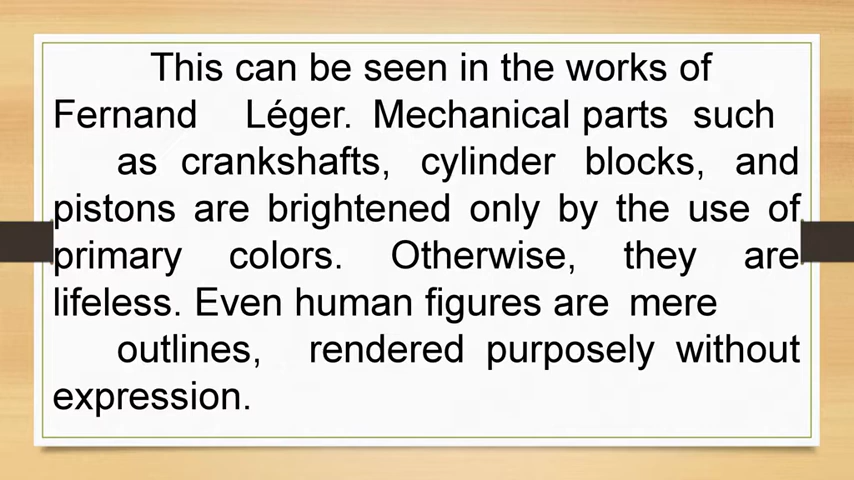 This can be seen in the works of
Fernand Léger. Mechanical parts such
as crankshafts, cylinder blocks, and
pistons are brightened only by the use of
primary colors. Otherwise, they are
lifeless. Even human figures are mere
outlines, rendered purposely without
expression.